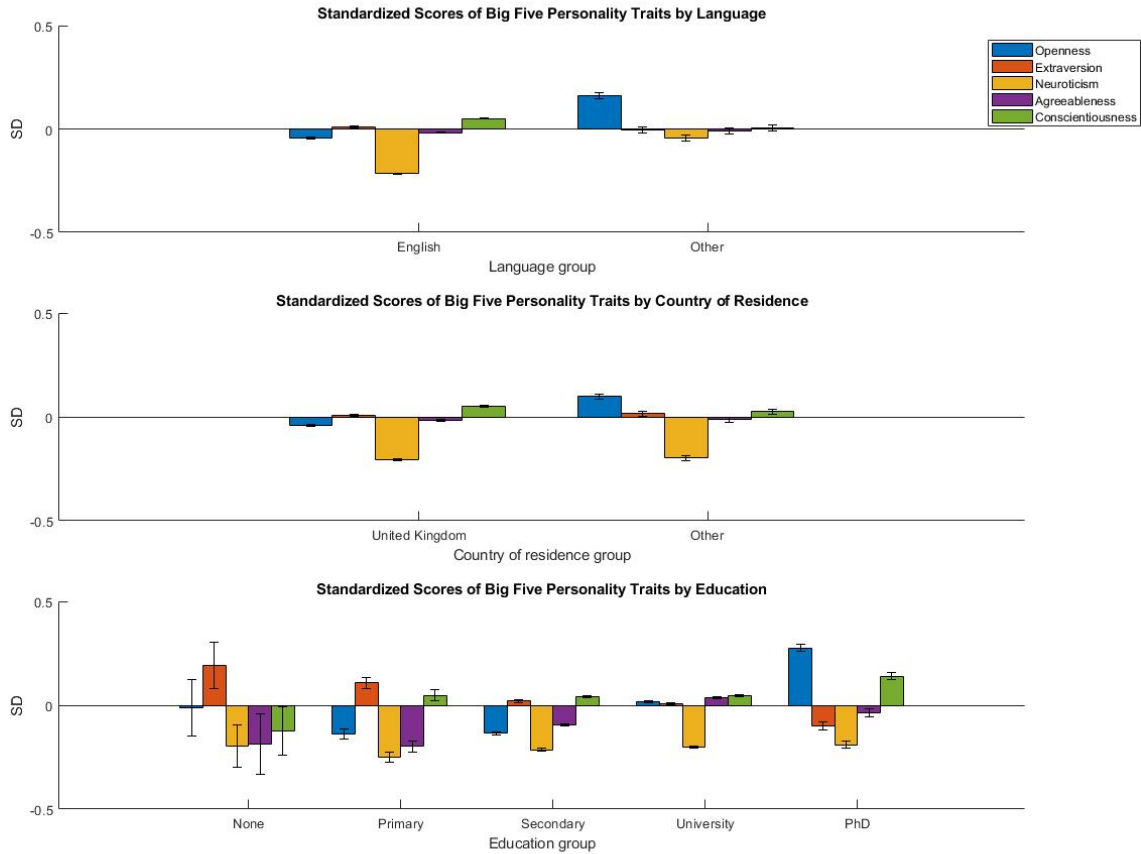 Standardized Scores of Big Five Personality Traits by Language
0.5
0
-0.5
SD
English
Other
Language group
Openness
Extraversion
Neuroticism
Agreeableness
Conscientiousness
Standardized Scores of Big Five Personality Traits by Country of Residence
0.5
0
-0.5
SD
United Kingdom
Other
Country of residence group
Standardized Scores of Big Five Personality Traits by Education
0.5
0
-0.5
SD
None
Primary
Secondary
University
PhD
Education group